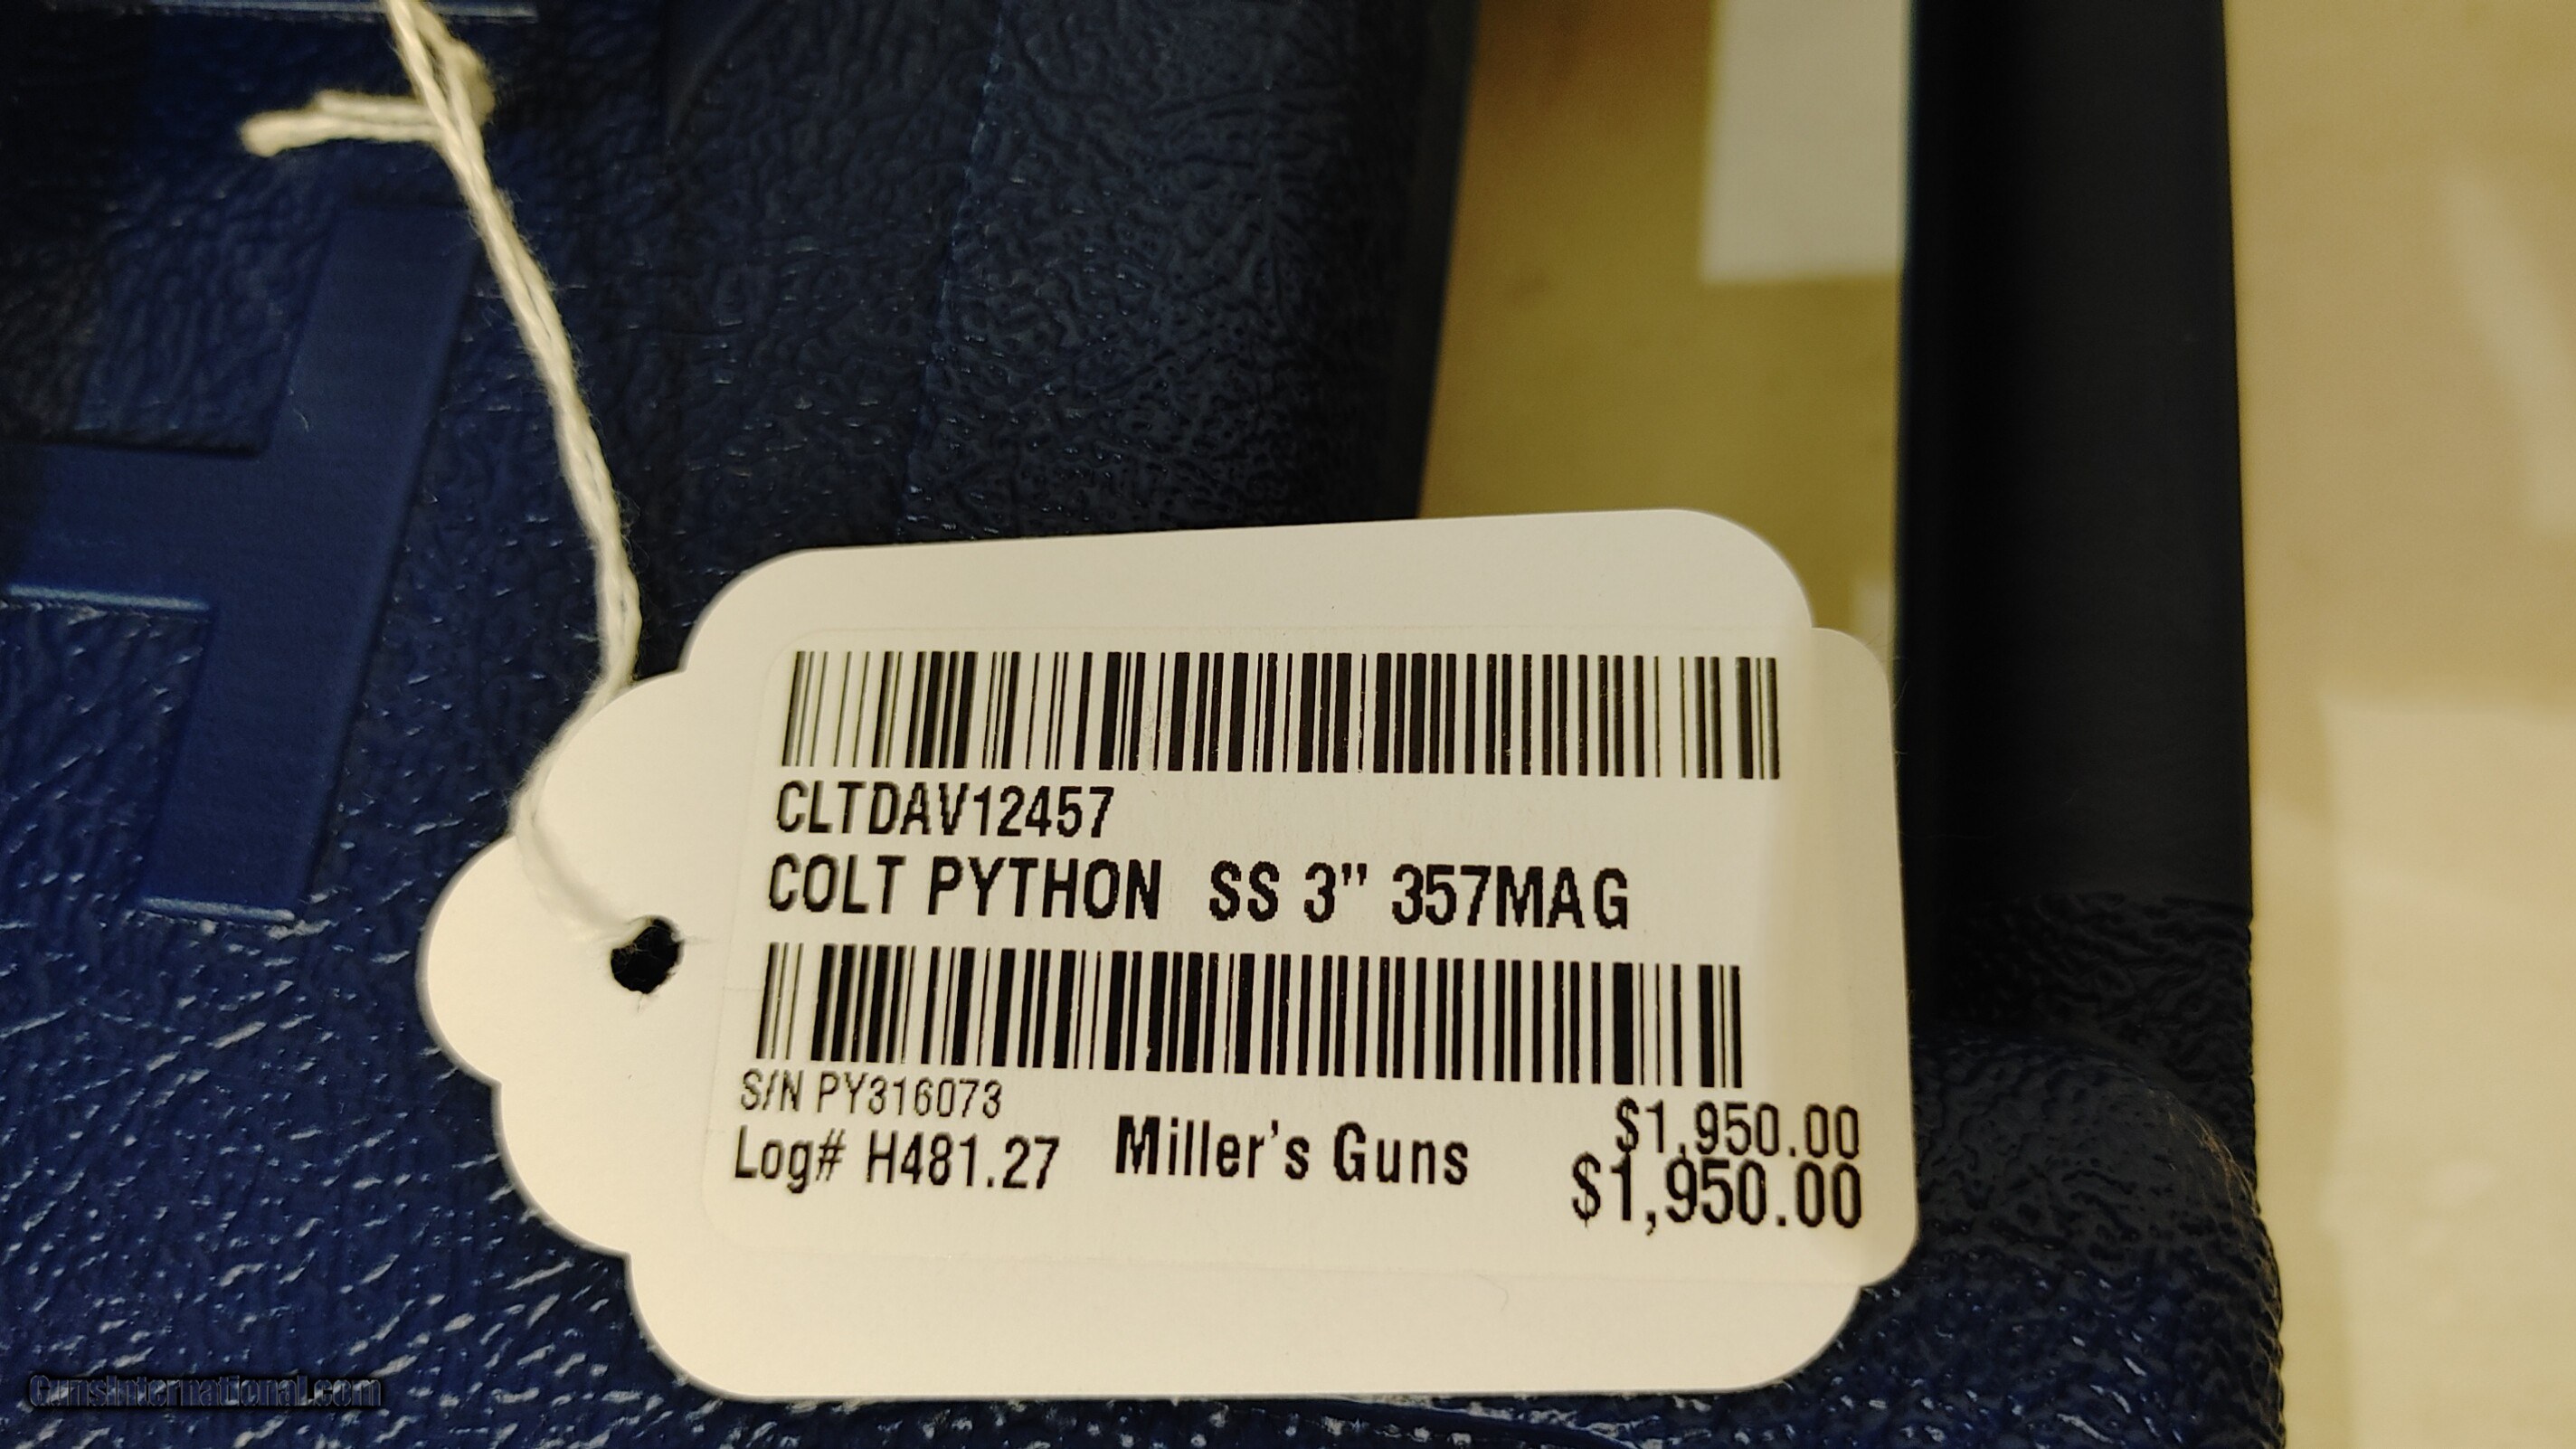 CLTDAV12457
COLT PYTHON SS 3" 357MAG
S/N PY316073
$1,950.00
Log# H481.27 Miller's Guns $1,950.00
GunsInternational.com